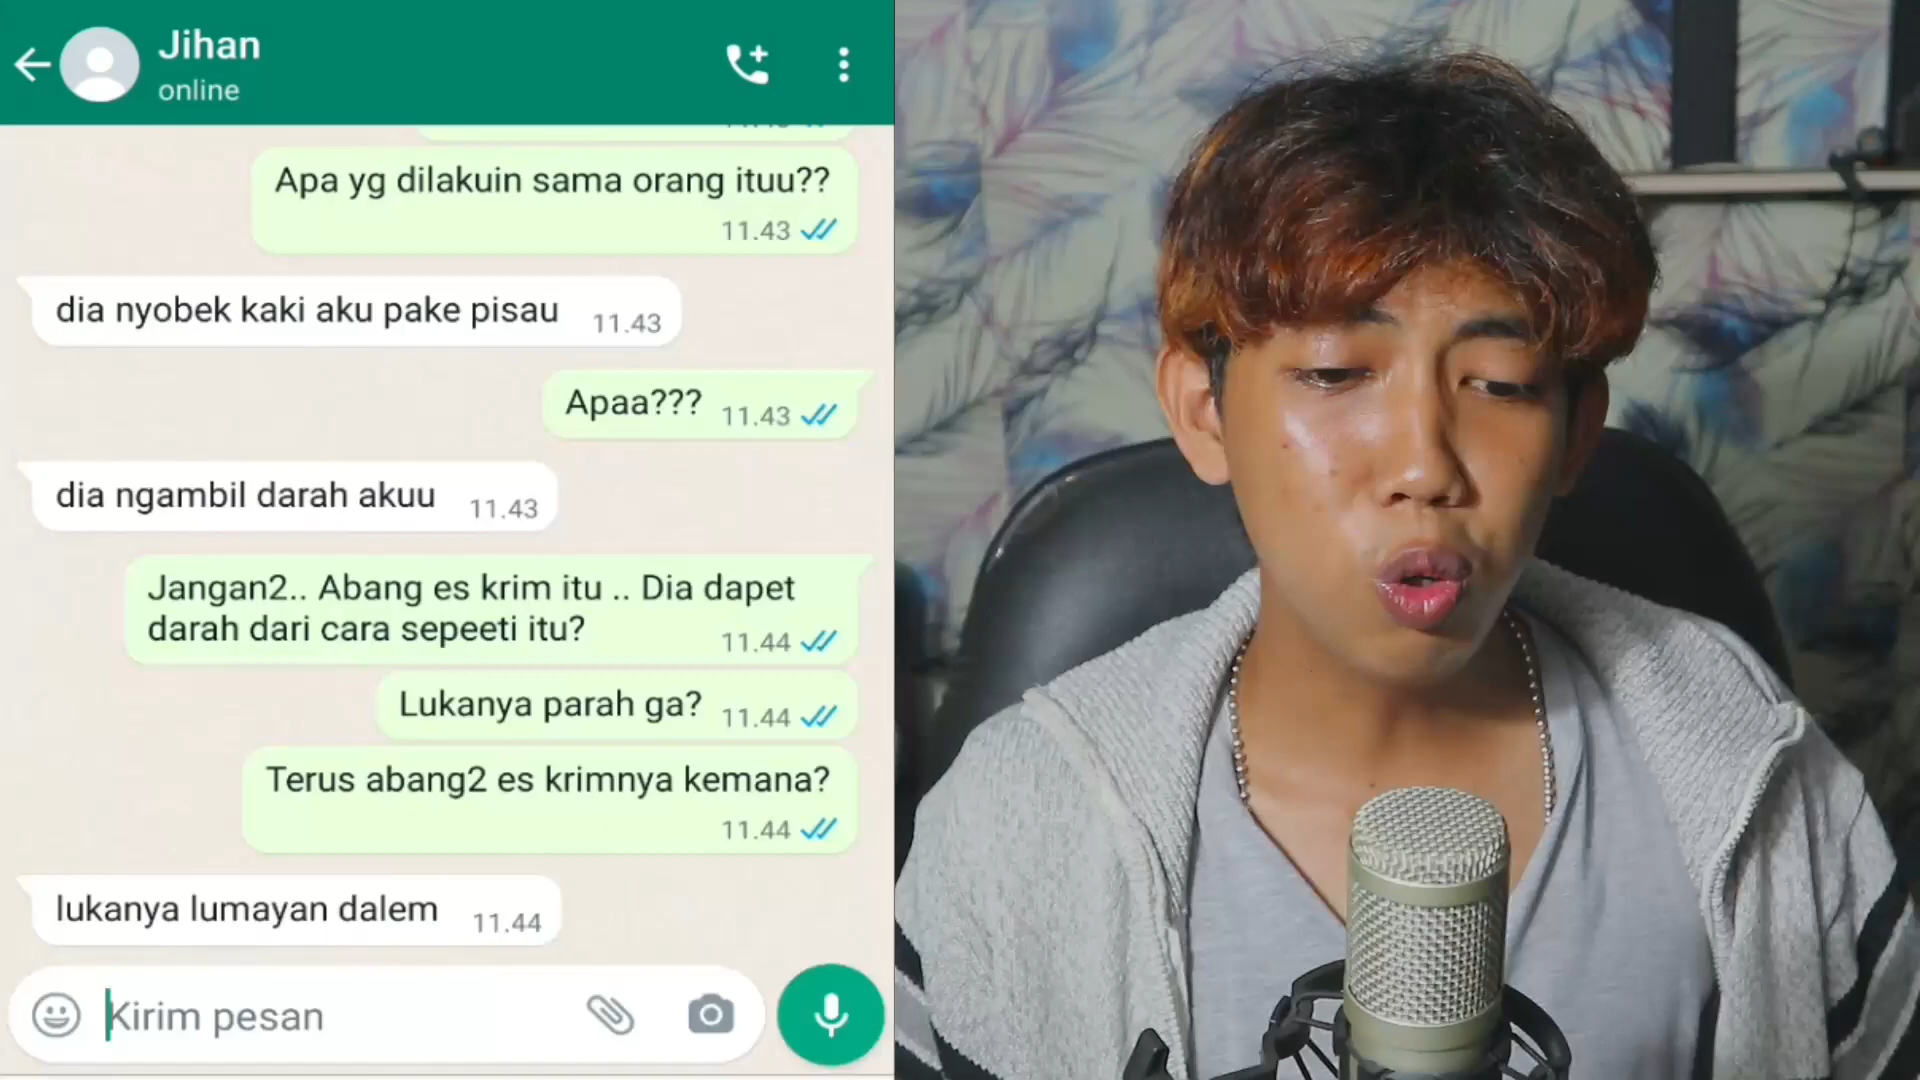 Jihan
online
Apa yg dilakuin sama orang ituu??
11.43
dia nyobek kaki aku pake pisau 11.43
Apaa??? 11.43
dia ngambil darah akuu 11.43
Jangan2.. Abang es krim itu .. Dia dapet
darah dari cara sepeeti itu? 11.44
Lukanya parah ga? 11.44
Terus abang2 es krimnya kemana?
11.44
lukanya lumayan dalem 11.44
Kirim pesan